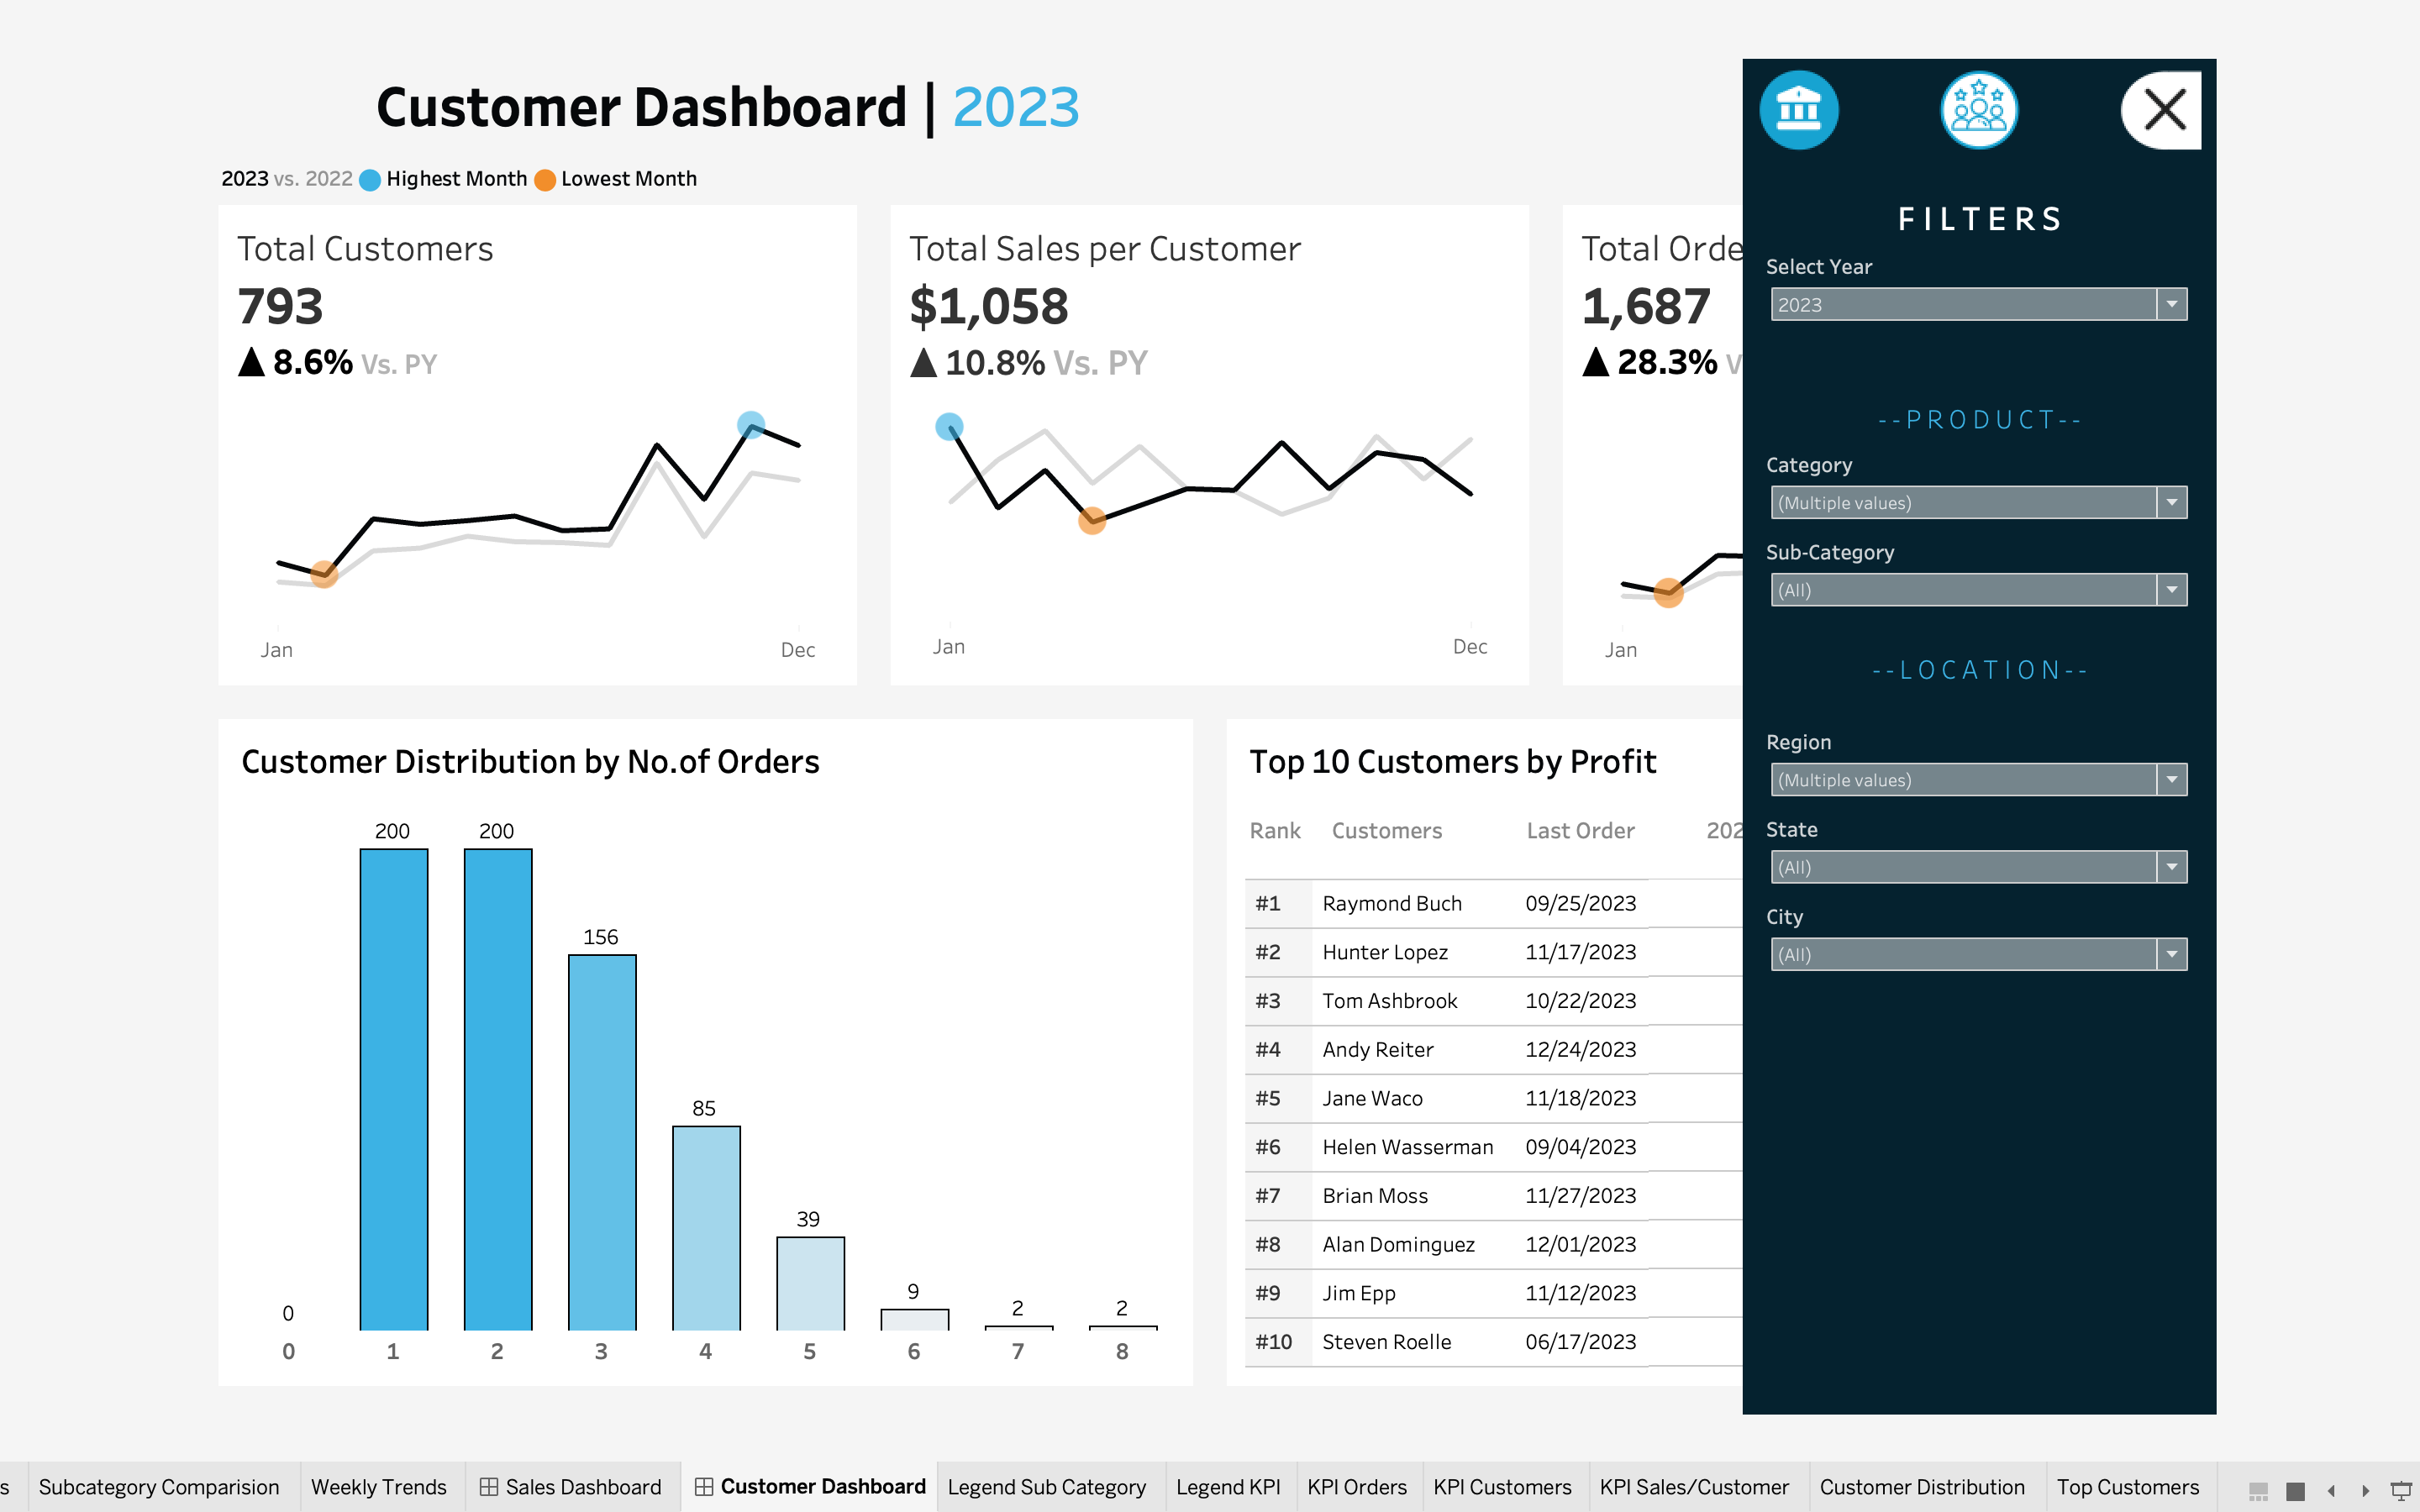 Customer Dashboard | 2023
2023 vs. 2022 Highest Month Lowest Month
Total Customers
793
▲ 8.6% Vs. PY
Jan
Dec
Total Sales per Customer
$1,058
▲ 10.8% Vs. PY
Jan
Dec
Total Orde
1,687
▲ 28.3% V
Jan
FILTERS
Select Year
2023
--PRODUCT--
Category
(Multiple values)
Sub-Category
(All)
--LOCATION--
Region
(Multiple values)
State
(All)
City
(All)
Customer Distribution by No.of Orders
0 200 200 156 85 39 9 2 2
0 1 2 3 4 5 6 7 8
Top 10 Customers by Profit
Rank Customers Last Order 202
#1 Raymond Buch 09/25/2023
#2 Hunter Lopez 11/17/2023
#3 Tom Ashbrook 10/22/2023
#4 Andy Reiter 12/24/2023
#5 Jane Waco 11/18/2023
#6 Helen Wasserman 09/04/2023
#7 Brian Moss 11/27/2023
#8 Alan Dominguez 12/01/2023
#9 Jim Epp 11/12/2023
#10 Steven Roelle 06/17/2023
s Subcategory Comparision Weekly Trends Sales Dashboard Customer Dashboard Legend Sub Category Legend KPI KPI Orders KPI Customers KPI Sales/Customer Customer Distribution Top Customers